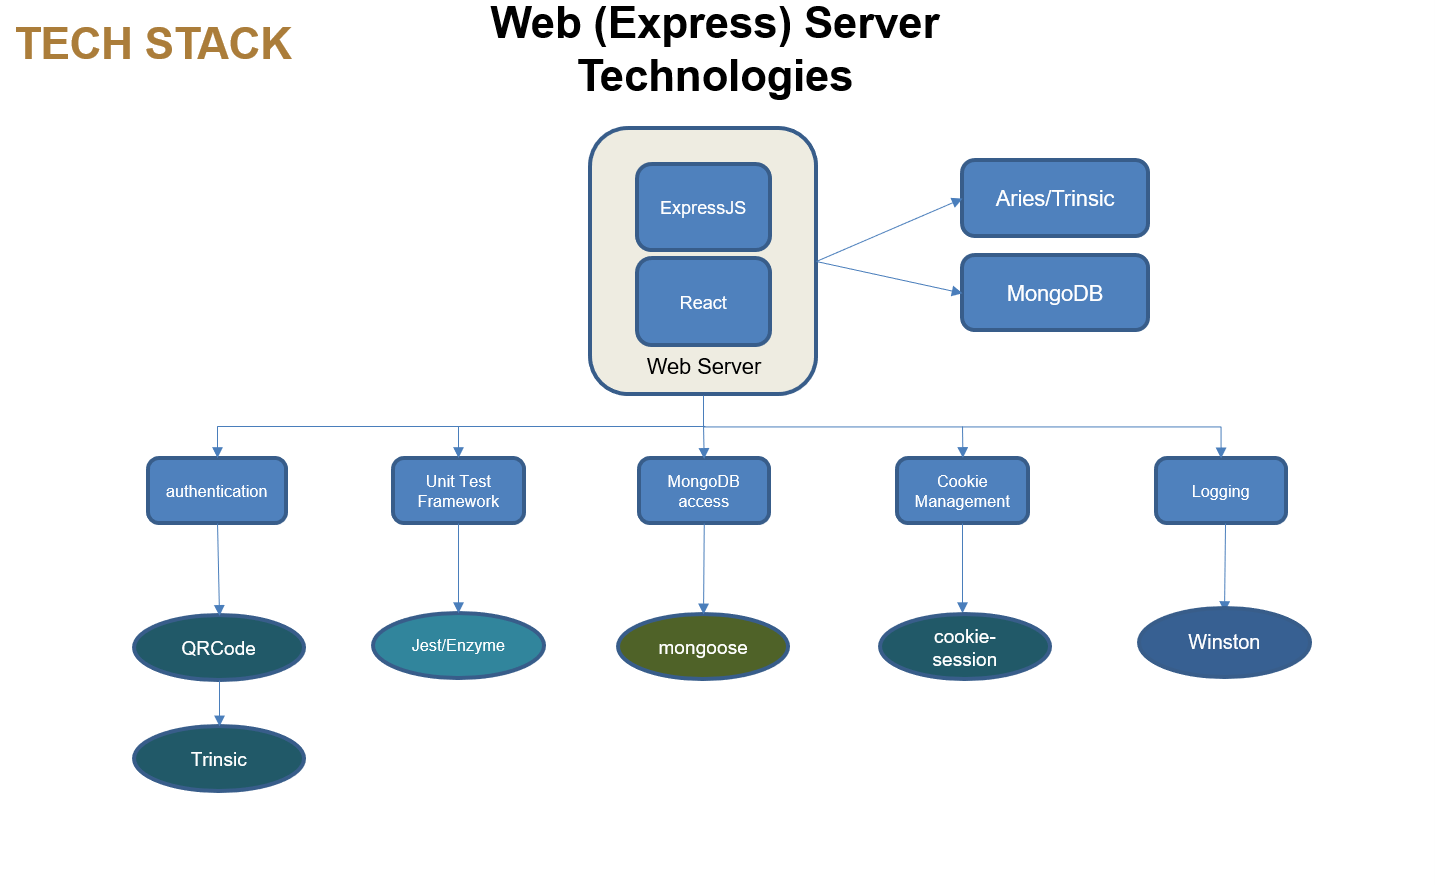 TECH STACK
Web (Express) Server
Technologies
ExpressJS
React
Web Server
Aries/Trinsic
MongoDB
authentication
Unit Test
Framework
MongoDB
access
Cookie
Management
Logging
QRCode
Jest/Enzyme
mongoose
cookie-
session
Winston
Trinsic